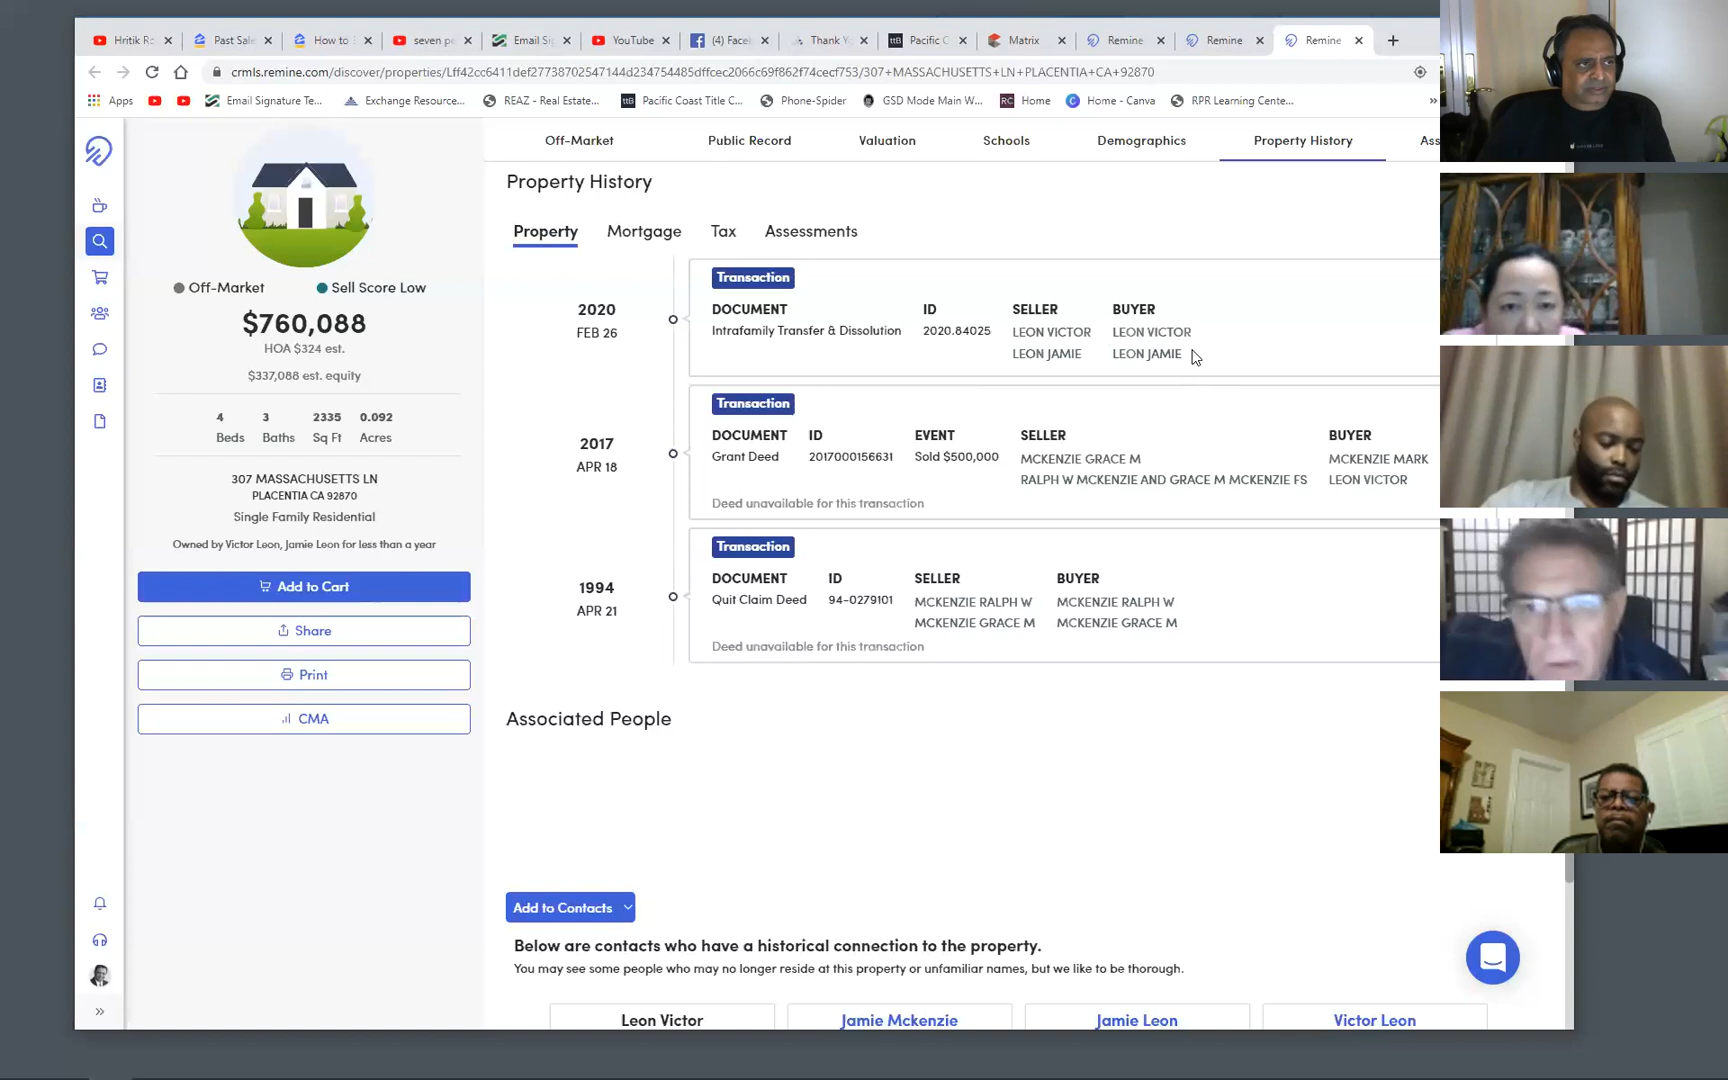 Hritik Ro
Past Sale
How to
seven pe
Email Sig
YouTube
(4) Faceb
Thank Y
Pacific C
Matrix
Remine
Remine
Remine
crmls.remine.com/discover/properties/Lff42cc6411def27738702547144d234754485dffcec2066c69f862f74cecf753/307+MASSACHUSETTS+LN+PLACENTIA+CA+92870
Apps
Email Signature Te...
Exchange Resource...
REAZ - Real Estate...
ttB
Pacific Coast Title C...
Phone-Spider
GSD Mode Main W...
RC
Home
Home - Canva
RPR Learning Cente...
Off-Market
Public Record
Valuation
Schools
Demographics
Property History
Ass
Off-Market
Sell Score Low
$760,088
HOA $324 est.
$337,088 est. equity
4 3 2335 0.092
Beds Baths Sq Ft Acres
307 MASSACHUSETTS LN
PLACENTIA CA 92870
Single Family Residential
Owned by Victor Leon, Jamie Leon for less than a year
Add to Cart
Share
Print
CMA
Property History
Property Mortgage Tax Assessments
Transaction
2020
FEB 26
DOCUMENT ID SELLER BUYER
Intrafamily Transfer & Dissolution 2020.84025 LEON VICTOR LEON VICTOR
LEON JAMIE LEON JAMIE
Transaction
2017
APR 18
DOCUMENT ID EVENT SELLER BUYER
Grant Deed 2017000156631 Sold $500,000 MCKENZIE GRACE M MCKENZIE MARK
RALPH W MCKENZIE AND GRACE M MCKENZIE FS LEON VICTOR
Deed unavailable for this transaction
Transaction
1994
APR 21
DOCUMENT ID SELLER BUYER
Quit Claim Deed 94-0279101 MCKENZIE RALPH W MCKENZIE RALPH W
MCKENZIE GRACE M MCKENZIE GRACE M
Deed unavailable for this transaction
Associated People
Add to Contacts
Below are contacts who have a historical connection to the property.
You may see some people who may no longer reside at this property or unfamiliar names, but we like to be thorough.
Leon Victor
Jamie Mckenzie
Jamie Leon
Victor Leon